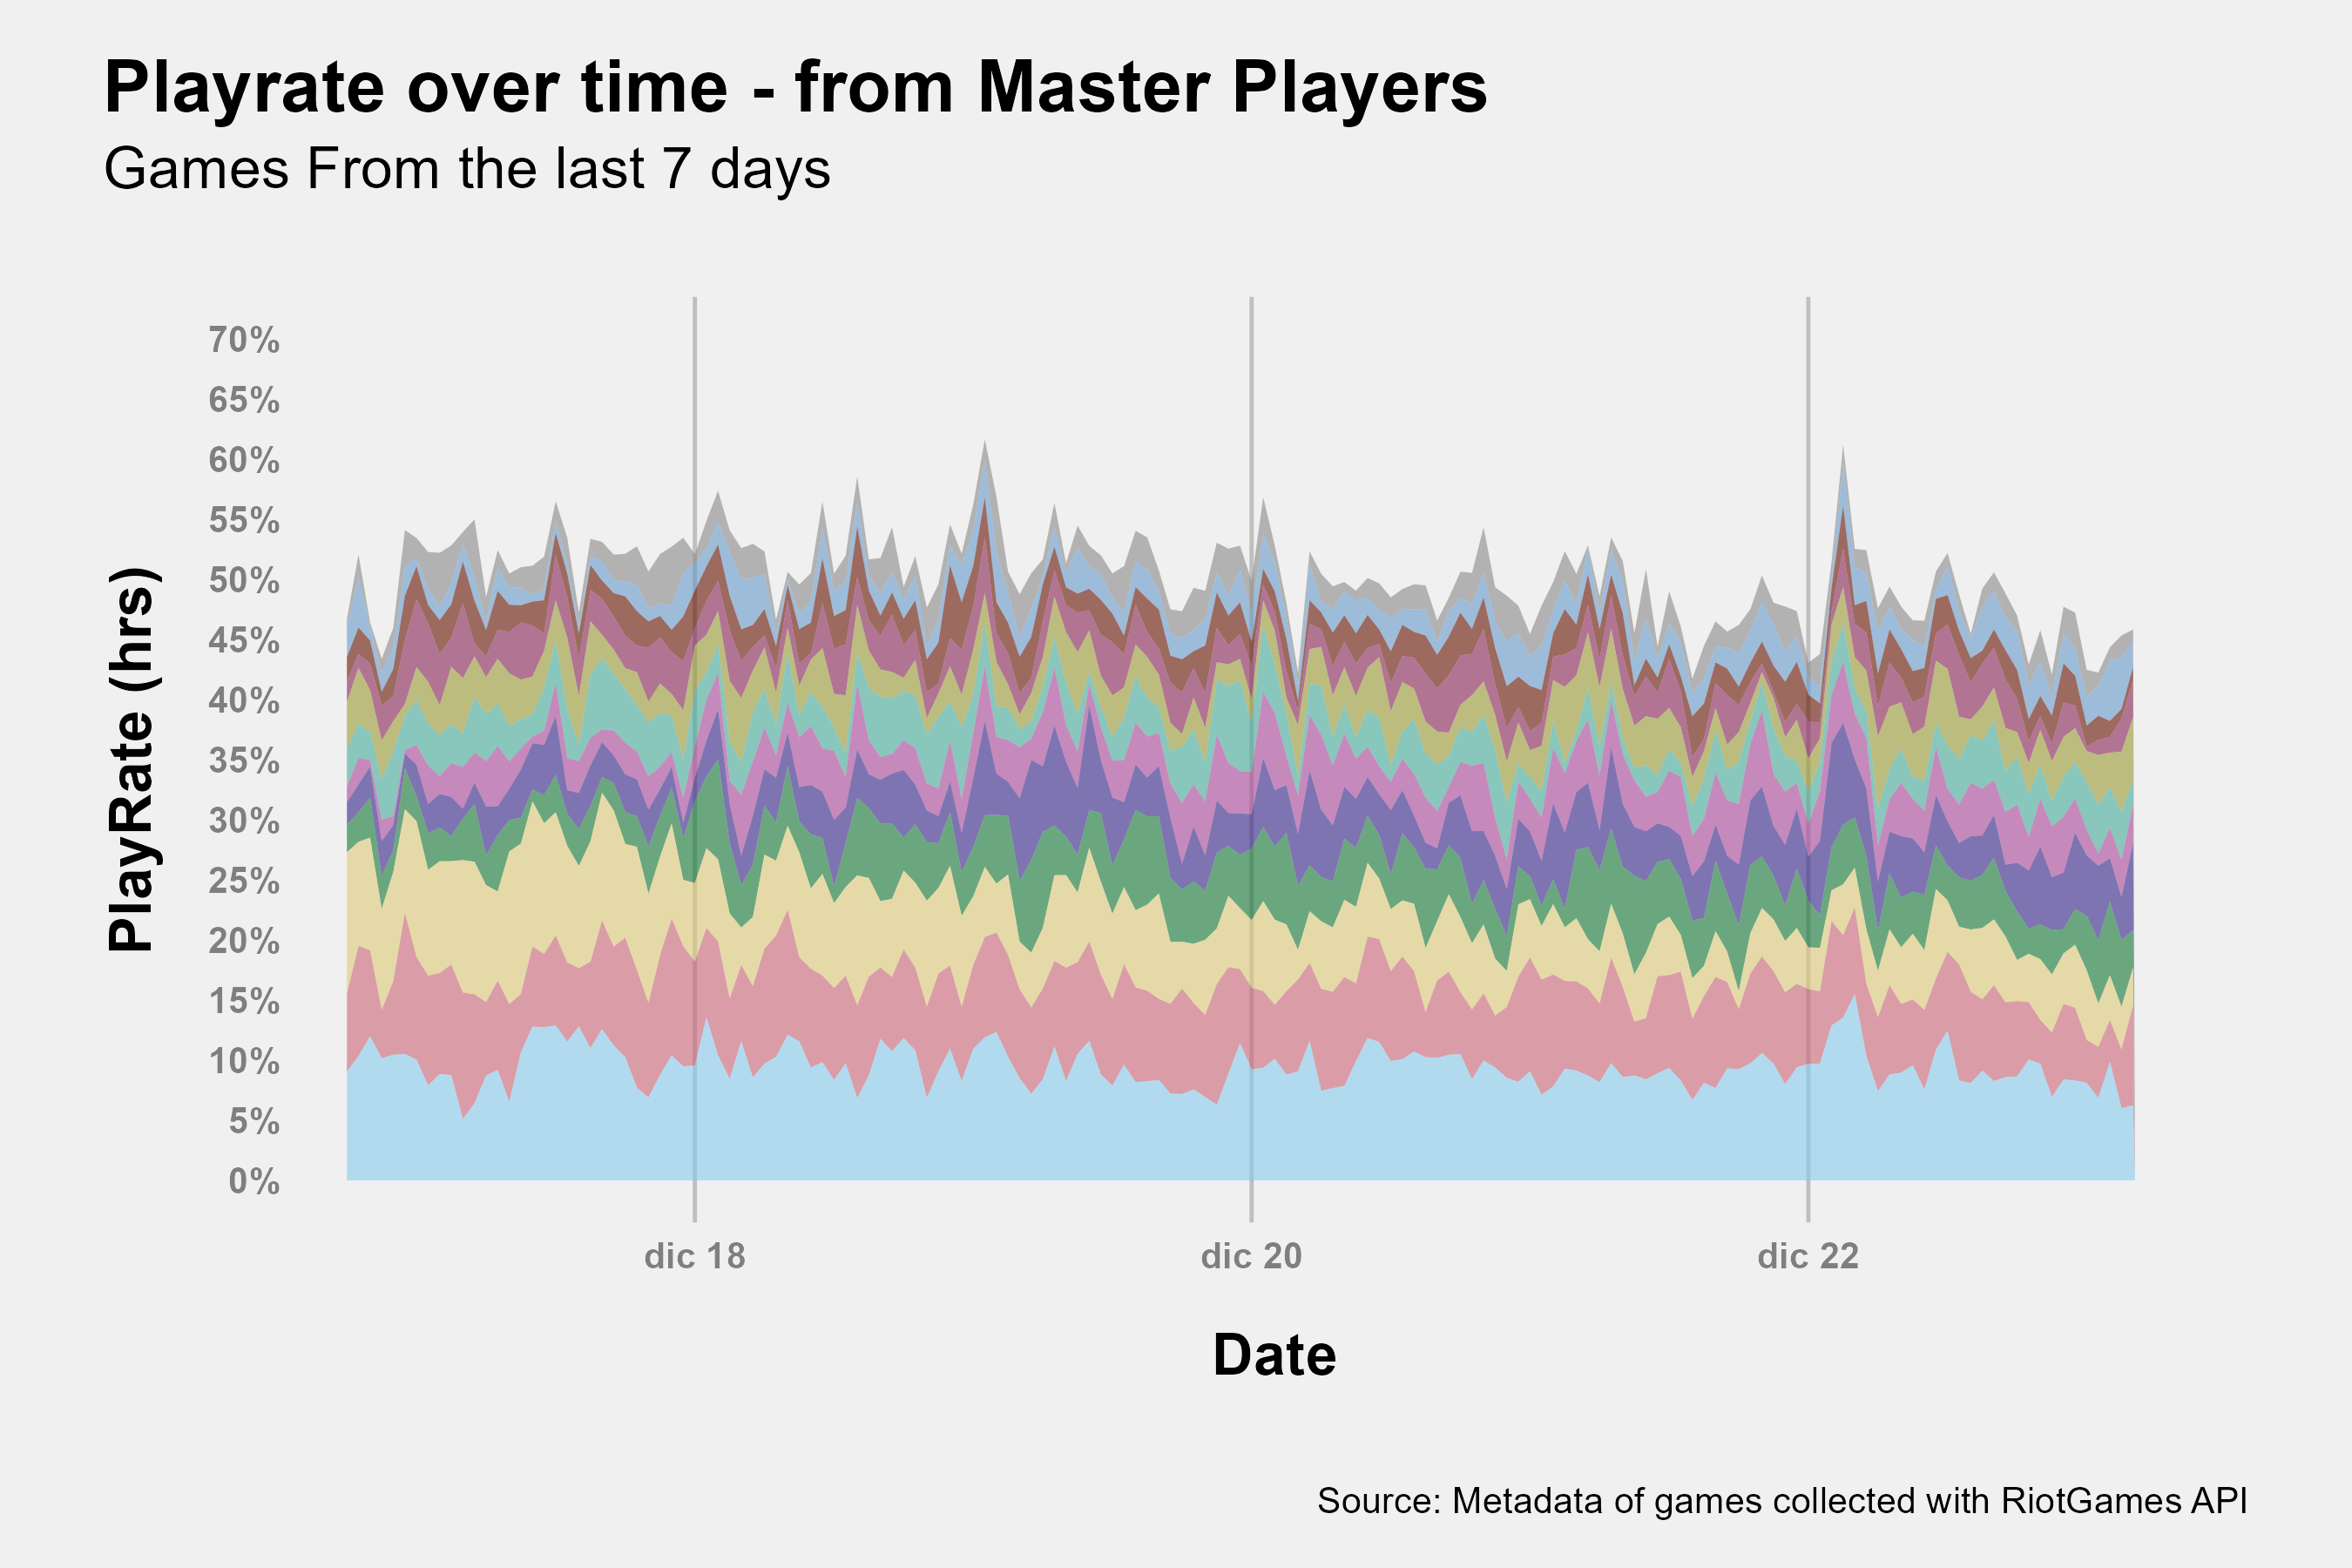 Playrate over time - from Master Players
Games From the last 7 days
70%
65%
60%
55%
50%
45%
40%
35%
30%
25%
20%
15%
10%
5%
0%
PlayRate (hrs)
dic 18
dic 20
dic 22
Date
Source: Metadata of games collected with RiotGames API